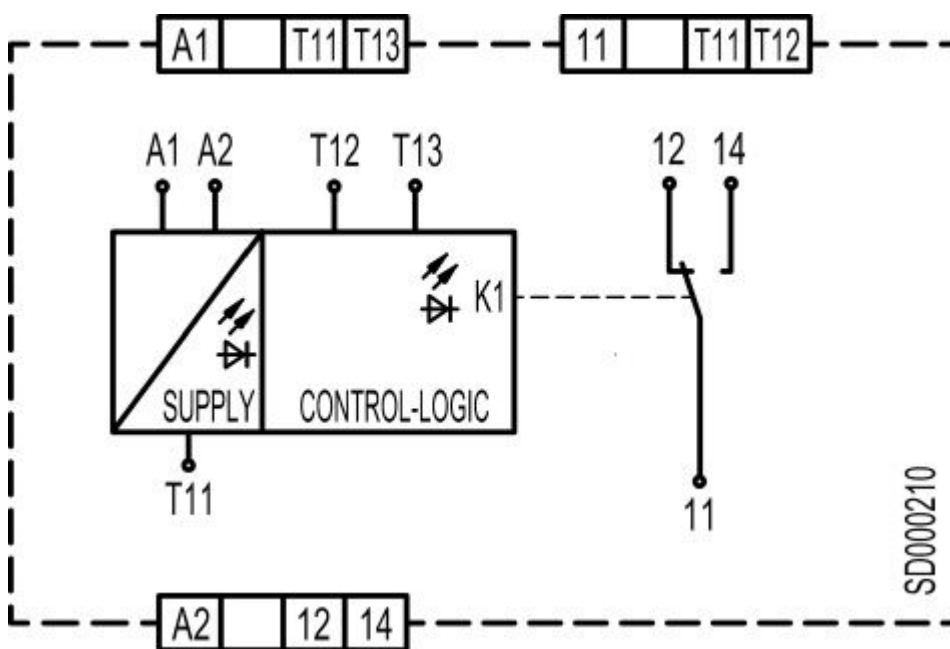 A1 T11 T13 11 T11 T12
A1 A2 T12 T13 12 14
K1
SUPPLY CONTROL-LOGIC
T11 11
SD000210
A2 12 14